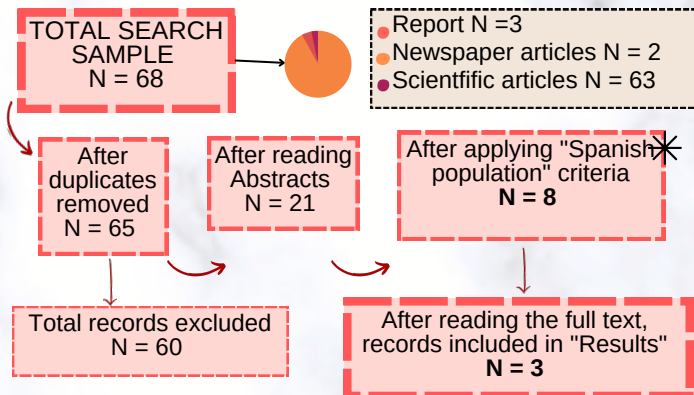 TOTAL SEARCH
SAMPLE
N = 68
Report N =3
Newspaper articles N = 2
Scientfific articles N = 63
After
duplicates
removed
N = 65
After reading
Abstracts
N = 21
After applying "Spanish
population" criteria
N = 8
Total records excluded
N = 60
After reading the full text,
records included in "Results"
N = 3